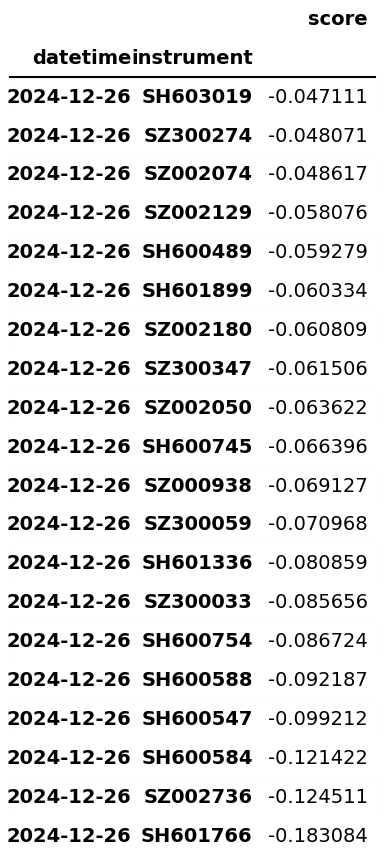 score
datetime instrument
2024-12-26 SH603019 -0.047111
2024-12-26 SZ300274 -0.048071
2024-12-26 SZ002074 -0.048617
2024-12-26 SZ002129 -0.058076
2024-12-26 SH600489 -0.059279
2024-12-26 SH601899 -0.060334
2024-12-26 SZ002180 -0.060809
2024-12-26 SZ300347 -0.061506
2024-12-26 SZ002050 -0.063622
2024-12-26 SH600745 -0.066396
2024-12-26 SZ000938 -0.069127
2024-12-26 SZ300059 -0.070968
2024-12-26 SH601336 -0.080859
2024-12-26 SZ300033 -0.085656
2024-12-26 SH600754 -0.086724
2024-12-26 SH600588 -0.092187
2024-12-26 SH600547 -0.099212
2024-12-26 SH600584 -0.121422
2024-12-26 SZ002736 -0.124511
2024-12-26 SH601766 -0.183084